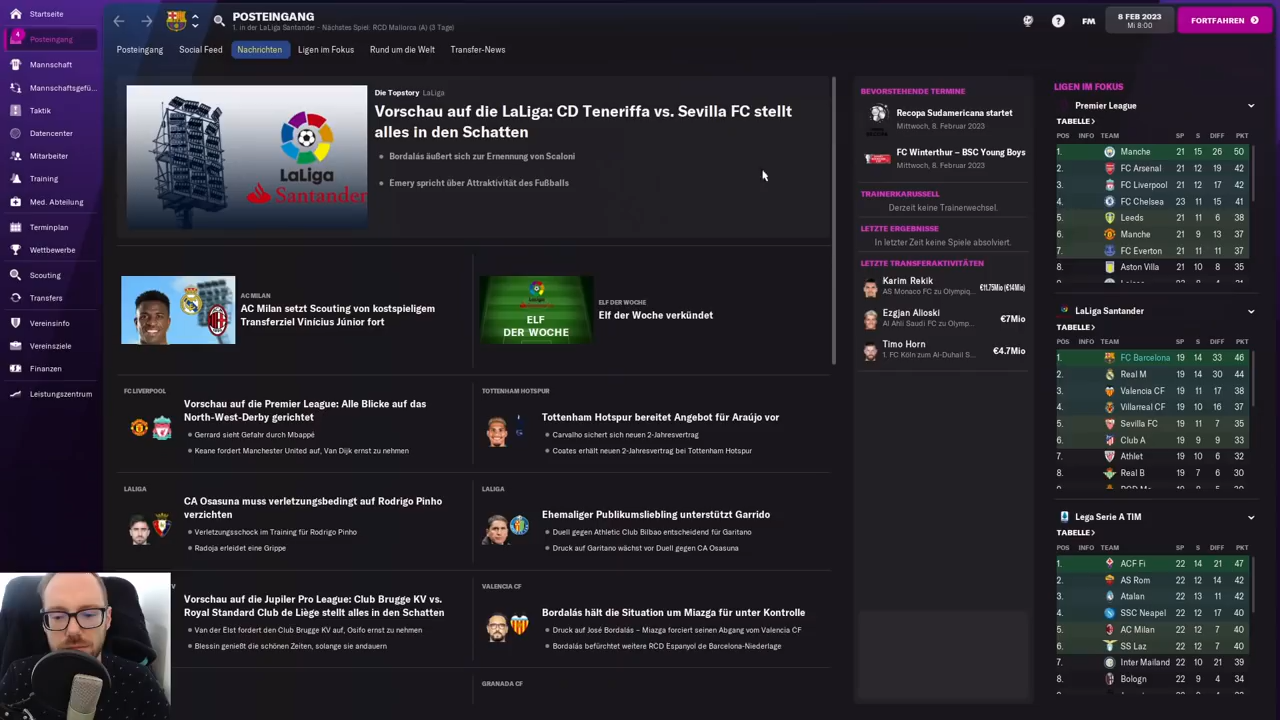 Startseite
4
Posteingang
Mannschaft
Mannschaftsgefü...
Taktik
Datencenter
Mitarbeiter
Training
Med. Abteilung
Terminplan
Wettbewerbe
Scouting
Transfers
Vereinsinfo
Vereinsziele
Finanzen
Leistungszentrum
POSTEINGANG
1. in der LaLiga Santander - Nächstes Spiel: RCD Mallorca (A) (3 Tage)
?
FM
8 FEB 2023
Mi 8:00
FORTFAHREN
Posteingang Social Feed Nachrichten Ligen im Fokus Rund um die Welt Transfer-News
LaLiga
Santander
Die Topstory LaLiga
Vorschau auf die LaLiga: CD Teneriffa vs. Sevilla FC stellt
alles in den Schatten
Bordalás äußert sich zur Ernennung von Scaloni
Emery spricht über Attraktivität des Fußballs
AC MILAN
AC Milan setzt Scouting von kostspieligem
Transferziel Vinícius Júnior fort
ELF
DER WOCHE
ELF DER WOCHE
Elf der Woche verkündet
FC LIVERPOOL
Vorschau auf die Premier League: Alle Blicke auf das
North-West-Derby gerichtet
Gerrard sieht Gefahr durch Mbappé
Keane fordert Manchester United auf, Van Dijk ernst zu nehmen
TOTTENHAM HOTSPUR
Tottenham Hotspur bereitet Angebot für Araújo vor
Carvalho sichert sich neuen 2-Jahresvertrag
Coates erhält neuen 2-Jahresvertrag bei Tottenham Hotspur
LALIGA
CA Osasuna muss verletzungsbedingt auf Rodrigo Pinho
verzichten
Verletzungsschock im Training für Rodrigo Pinho
Radoja erleidet eine Grippe
LALIGA
Ehemaliger Publikumsliebling unterstützt Garrido
Duell gegen Athletic Club Bilbao entscheidend für Garitano
Druck auf Garitano wächst vor Duell gegen CA Osasuna
Vorschau auf die Jupiler Pro League: Club Brugge KV vs.
Royal Standard Club de Liège stellt alles in den Schatten
Van der Elst fordert den Club Brugge KV auf, Osifo ernst zu nehmen
Blessin genießt die schönen Zeiten, solange sie andauern
VALENCIA CF
Bordalás hält die Situation um Miazga für unter Kontrolle
Druck auf José Bordalás – Miazga forciert seinen Abgang vom Valencia CF
Bordalás befürchtet weitere RCD Espanyol de Barcelona-Niederlage
GRANADA CF
BEVORSTEHENDE TERMINE
Recopa Sudamericana startet
Mittwoch, 8. Februar 2023
FC Winterthur – BSC Young Boys
Mittwoch, 8. Februar 2023
TRAINERKARUSSELL
Derzeit keine Trainerwechsel.
LETZTE ERGEBNISSE
In letzter Zeit keine Spiele absolviert.
LETZTE TRANSFERAKTIVITÄTEN
Karim Rekik
AS Monaco FC zu Olympiq...
€11.75Mio (€14Mio)
Ezgjan Alioski
Al Ahli Saudi FC zu Olymp...
€7Mio
Timo Horn
1. FC Köln zum Al-Duhail S...
€4.7Mio
LIGEN IM FOKUS
Premier League
TABELLE
POS INFO TEAM SP S DIFF PKT
1. Manche 21 15 26 50
2. FC Arsenal 21 12 19 42
3. FC Liverpool 21 12 17 42
4. FC Chelsea 23 11 15 41
5. Leeds 21 11 6 38
6. Manche 21 9 13 37
7. FC Everton 21 11 11 37
8. Aston Villa 21 10 8 35
LaLiga Santander
TABELLE
POS INFO TEAM SP S DIFF PKT
1. FC Barcelona 19 14 33 46
2. Real M 19 14 30 44
3. Valencia CF 19 11 17 38
4. Villarreal CF 19 10 16 37
5. Sevilla FC 19 11 7 35
6. Club A 19 9 9 33
7. Athlet 19 10 6 32
8. Real B 19 7 6 30
Lega Serie A TIM
TABELLE
POS INFO TEAM SP S DIFF PKT
1. ACF Fi 22 14 21 47
2. AS Rom 22 12 14 42
3. Atalan 22 13 11 42
4. SSC Neapel 22 12 17 40
5. AC Milan 22 12 7 40
6. SS Laz 22 12 7 40
7. Inter Mailand 22 10 21 39
8. Bologn 22 9 4 34